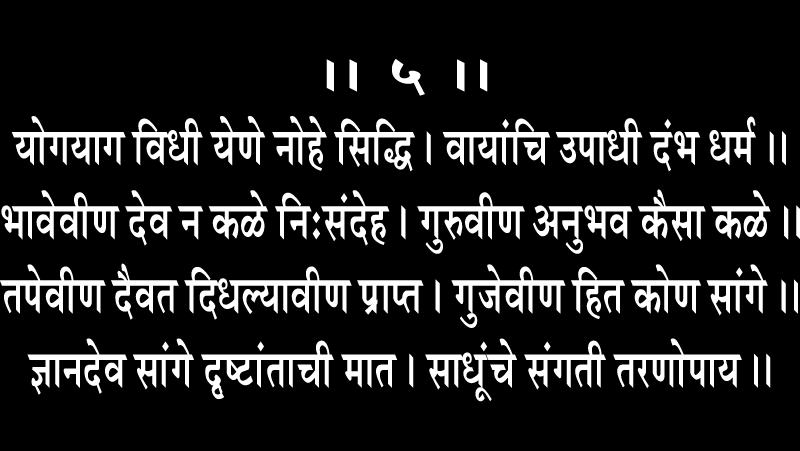 ।। ५ ।।
योगयाग विधी येणे नोहे सिद्धि । वायांचि उपाधी दंभ धर्म ।।
भावेवीण देव न कळे निःसंदेह । गुरुवीण अनुभव कैसा कळे ।।
तपेवीण दैवत दिधल्यावीण प्राप्त । गुजेवीण हित कोण सांगे ।।
ज्ञानदेव सांगे द्रृष्टांताची मात । साधूंचे संगती तरणोपाय ।।